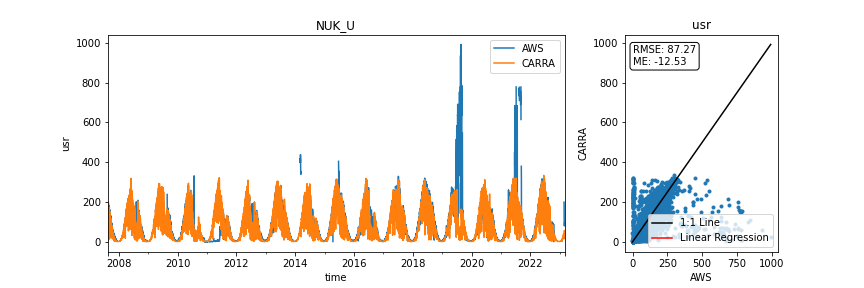 NUK_U
usr
1000
800
600
400
200
0
usr
AWS
CARRA
2008
2010
2012
2014
2016
2018
2020
2022
time
1000
800
600
400
200
0
CARRA
RMSE: 87.27
ME: -12.53
1:1 Line
Linear Regression
0
250
500
750
1000
AWS